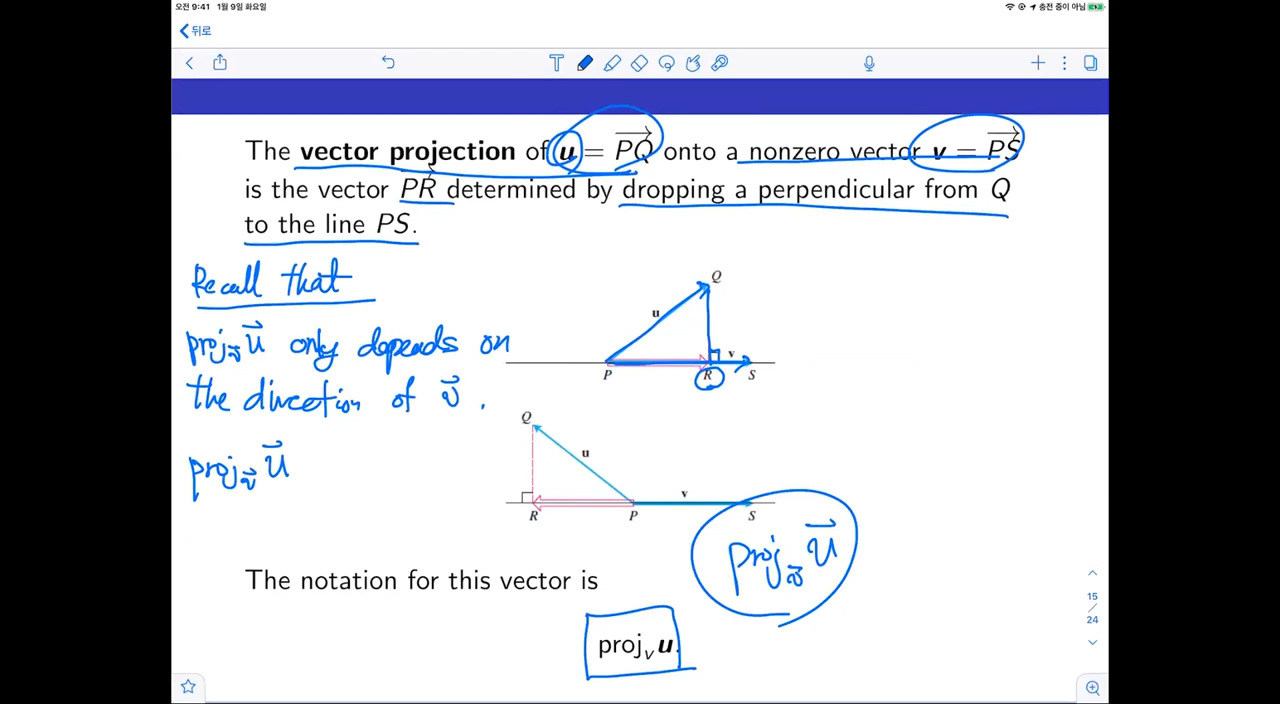 오전 9:41 1월 9일 화요일
충전 중이 아님
뒤로
The vector projection of u = PQ onto a nonzero vector v = PS
is the vector PR determined by dropping a perpendicular from Q
to the line PS.
Recall that
proj_v u only depends on
the direction of v.
proj_v u
Q
u
v
P
R
S
Q
u
v
R
P
S
proj_v u
The notation for this vector is
proj_v u.
15
/
24